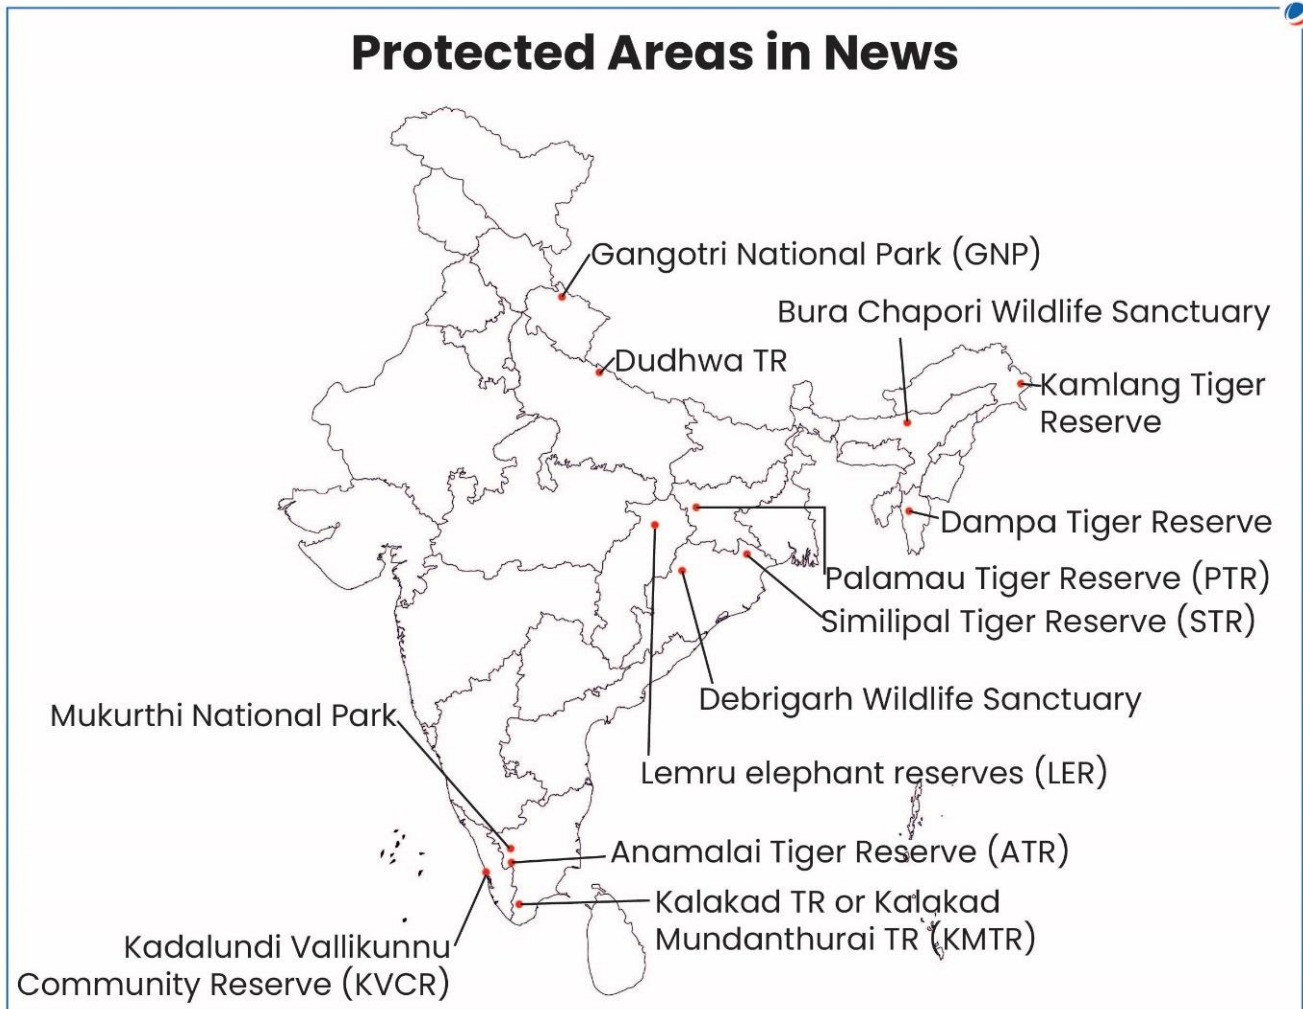 Protected Areas in News
Gangotri National Park (GNP)
Bura Chapori Wildlife Sanctuary
Dudhwa TR
Kamlang Tiger
Reserve
Dampa Tiger Reserve
Palamau Tiger Reserve (PTR)
Similipal Tiger Reserve (STR)
Debrigarh Wildlife Sanctuary
Mukurthi National Park
Lemru elephant reserves (LER)
Anamalai Tiger Reserve (ATR)
Kalakad TR or Kalakad
Mundanthurai TR (KMTR)
Kadalundi Vallikunnu
Community Reserve (KVCR)